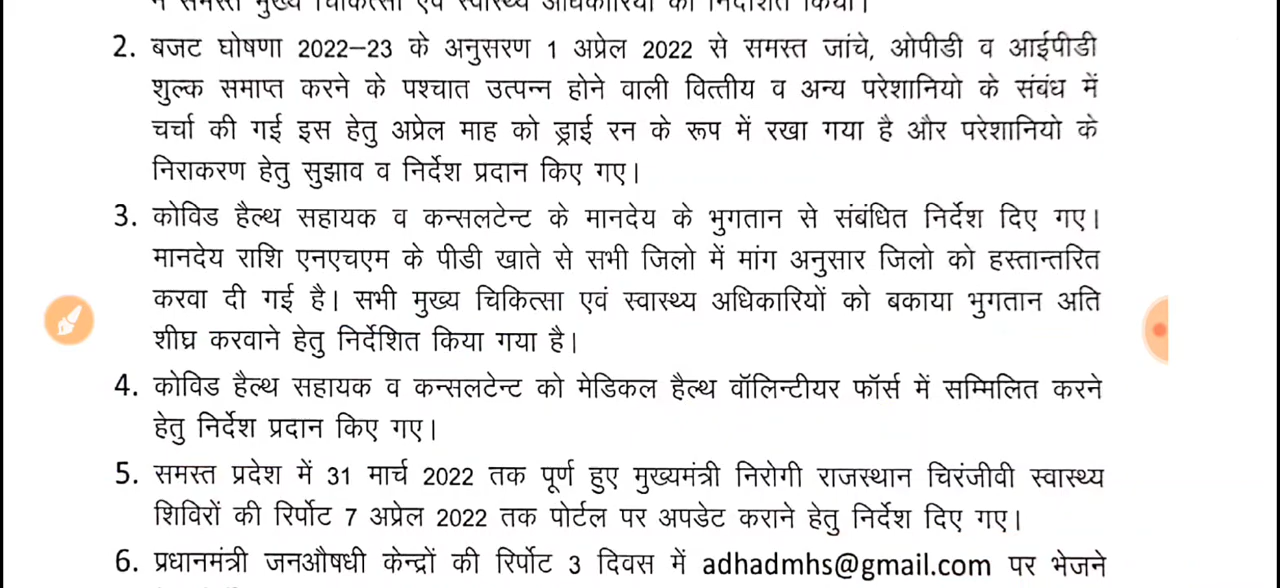 न समस्त मुख्य चिकित्सा एवं स्वास्थ्य अधिकारियों को निर्देशित किया।
2. बजट घोषणा 2022–23 के अनुसरण 1 अप्रेल 2022 से समस्त जांचे, ओपीडी व आईपीडी
शुल्क समाप्त करने के पश्चात उत्पन्न होने वाली वित्तीय व अन्य परेशानियो के संबंध में
चर्चा की गई इस हेतु अप्रेल माह को ड्राई रन के रूप में रखा गया है और परेशानियो के
निराकरण हेतु सुझाव व निर्देश प्रदान किए गए।
3. कोविड हैल्थ सहायक व कन्सलटेन्ट के मानदेय के भुगतान से संबंधित निर्देश दिए गए।
मानदेय राशि एनएचएम के पीडी खाते से सभी जिलो में मांग अनुसार जिलो को हस्तान्तरित
करवा दी गई है। सभी मुख्य चिकित्सा एवं स्वास्थ्य अधिकारियों को बकाया भुगतान अति
शीघ्र करवाने हेतु निर्देशित किया गया है।
4. कोविड हैल्थ सहायक व कन्सलटेन्ट को मेडिकल हैल्थ वॉलिन्टीयर फॉर्स में सम्मिलित करने
हेतु निर्देश प्रदान किए गए।
5. समस्त प्रदेश में 31 मार्च 2022 तक पूर्ण हुए मुख्यमंत्री निरोगी राजस्थान चिरंजीवी स्वास्थ्य
शिविरों की रिर्पोट 7 अप्रेल 2022 तक पोर्टल पर अपडेट कराने हेतु निर्देश दिए गए।
6. प्रधानमंत्री जनऔषधी केन्द्रों की रिर्पोट 3 दिवस में adhadmhs@gmail.com पर भेजने